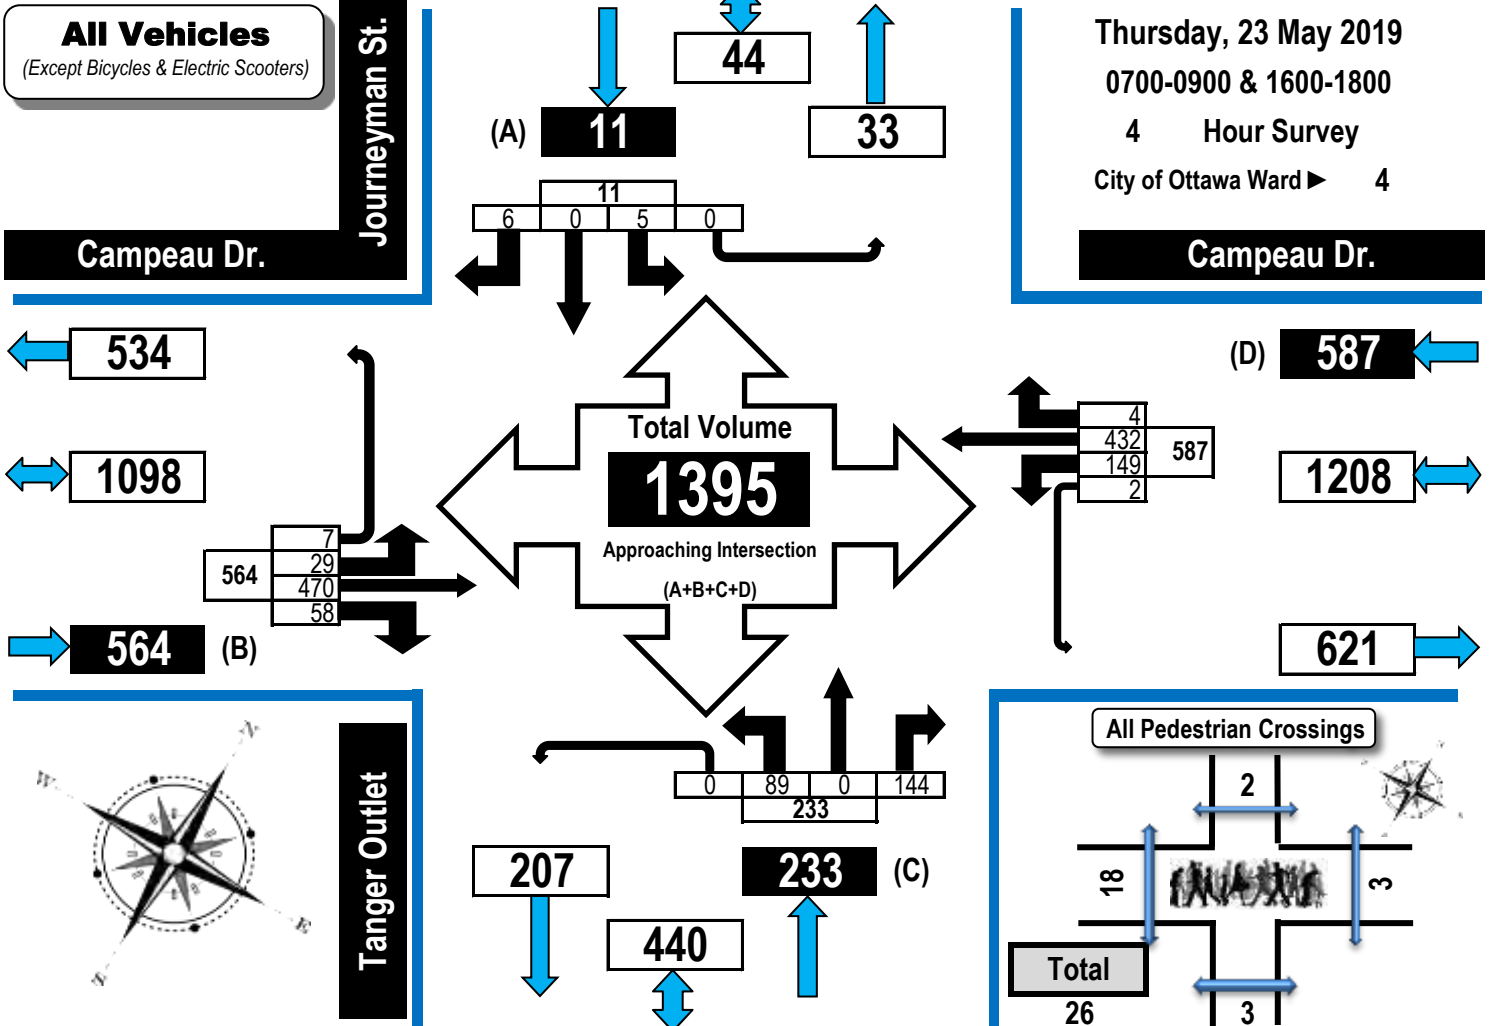 All Vehicles
(Except Bicycles & Electric Scooters)
Journeyman St.
Campeau Dr.
44
(A)
11
33
11
6 0 5 0
Thursday, 23 May 2019
0700-0900 & 1600-1800
4 Hour Survey
City of Ottawa Ward ► 4
Campeau Dr.
534
1098
7
29
470
58
564
564
(B)
Total Volume
1395
Approaching Intersection
(A+B+C+D)
(D)
587
4
432
149
2
587
1208
621
N
W
E
S
Tanger Outlet
0 89 0 144
233
207
233
(C)
440
All Pedestrian Crossings
2
18
3
Total
26
3